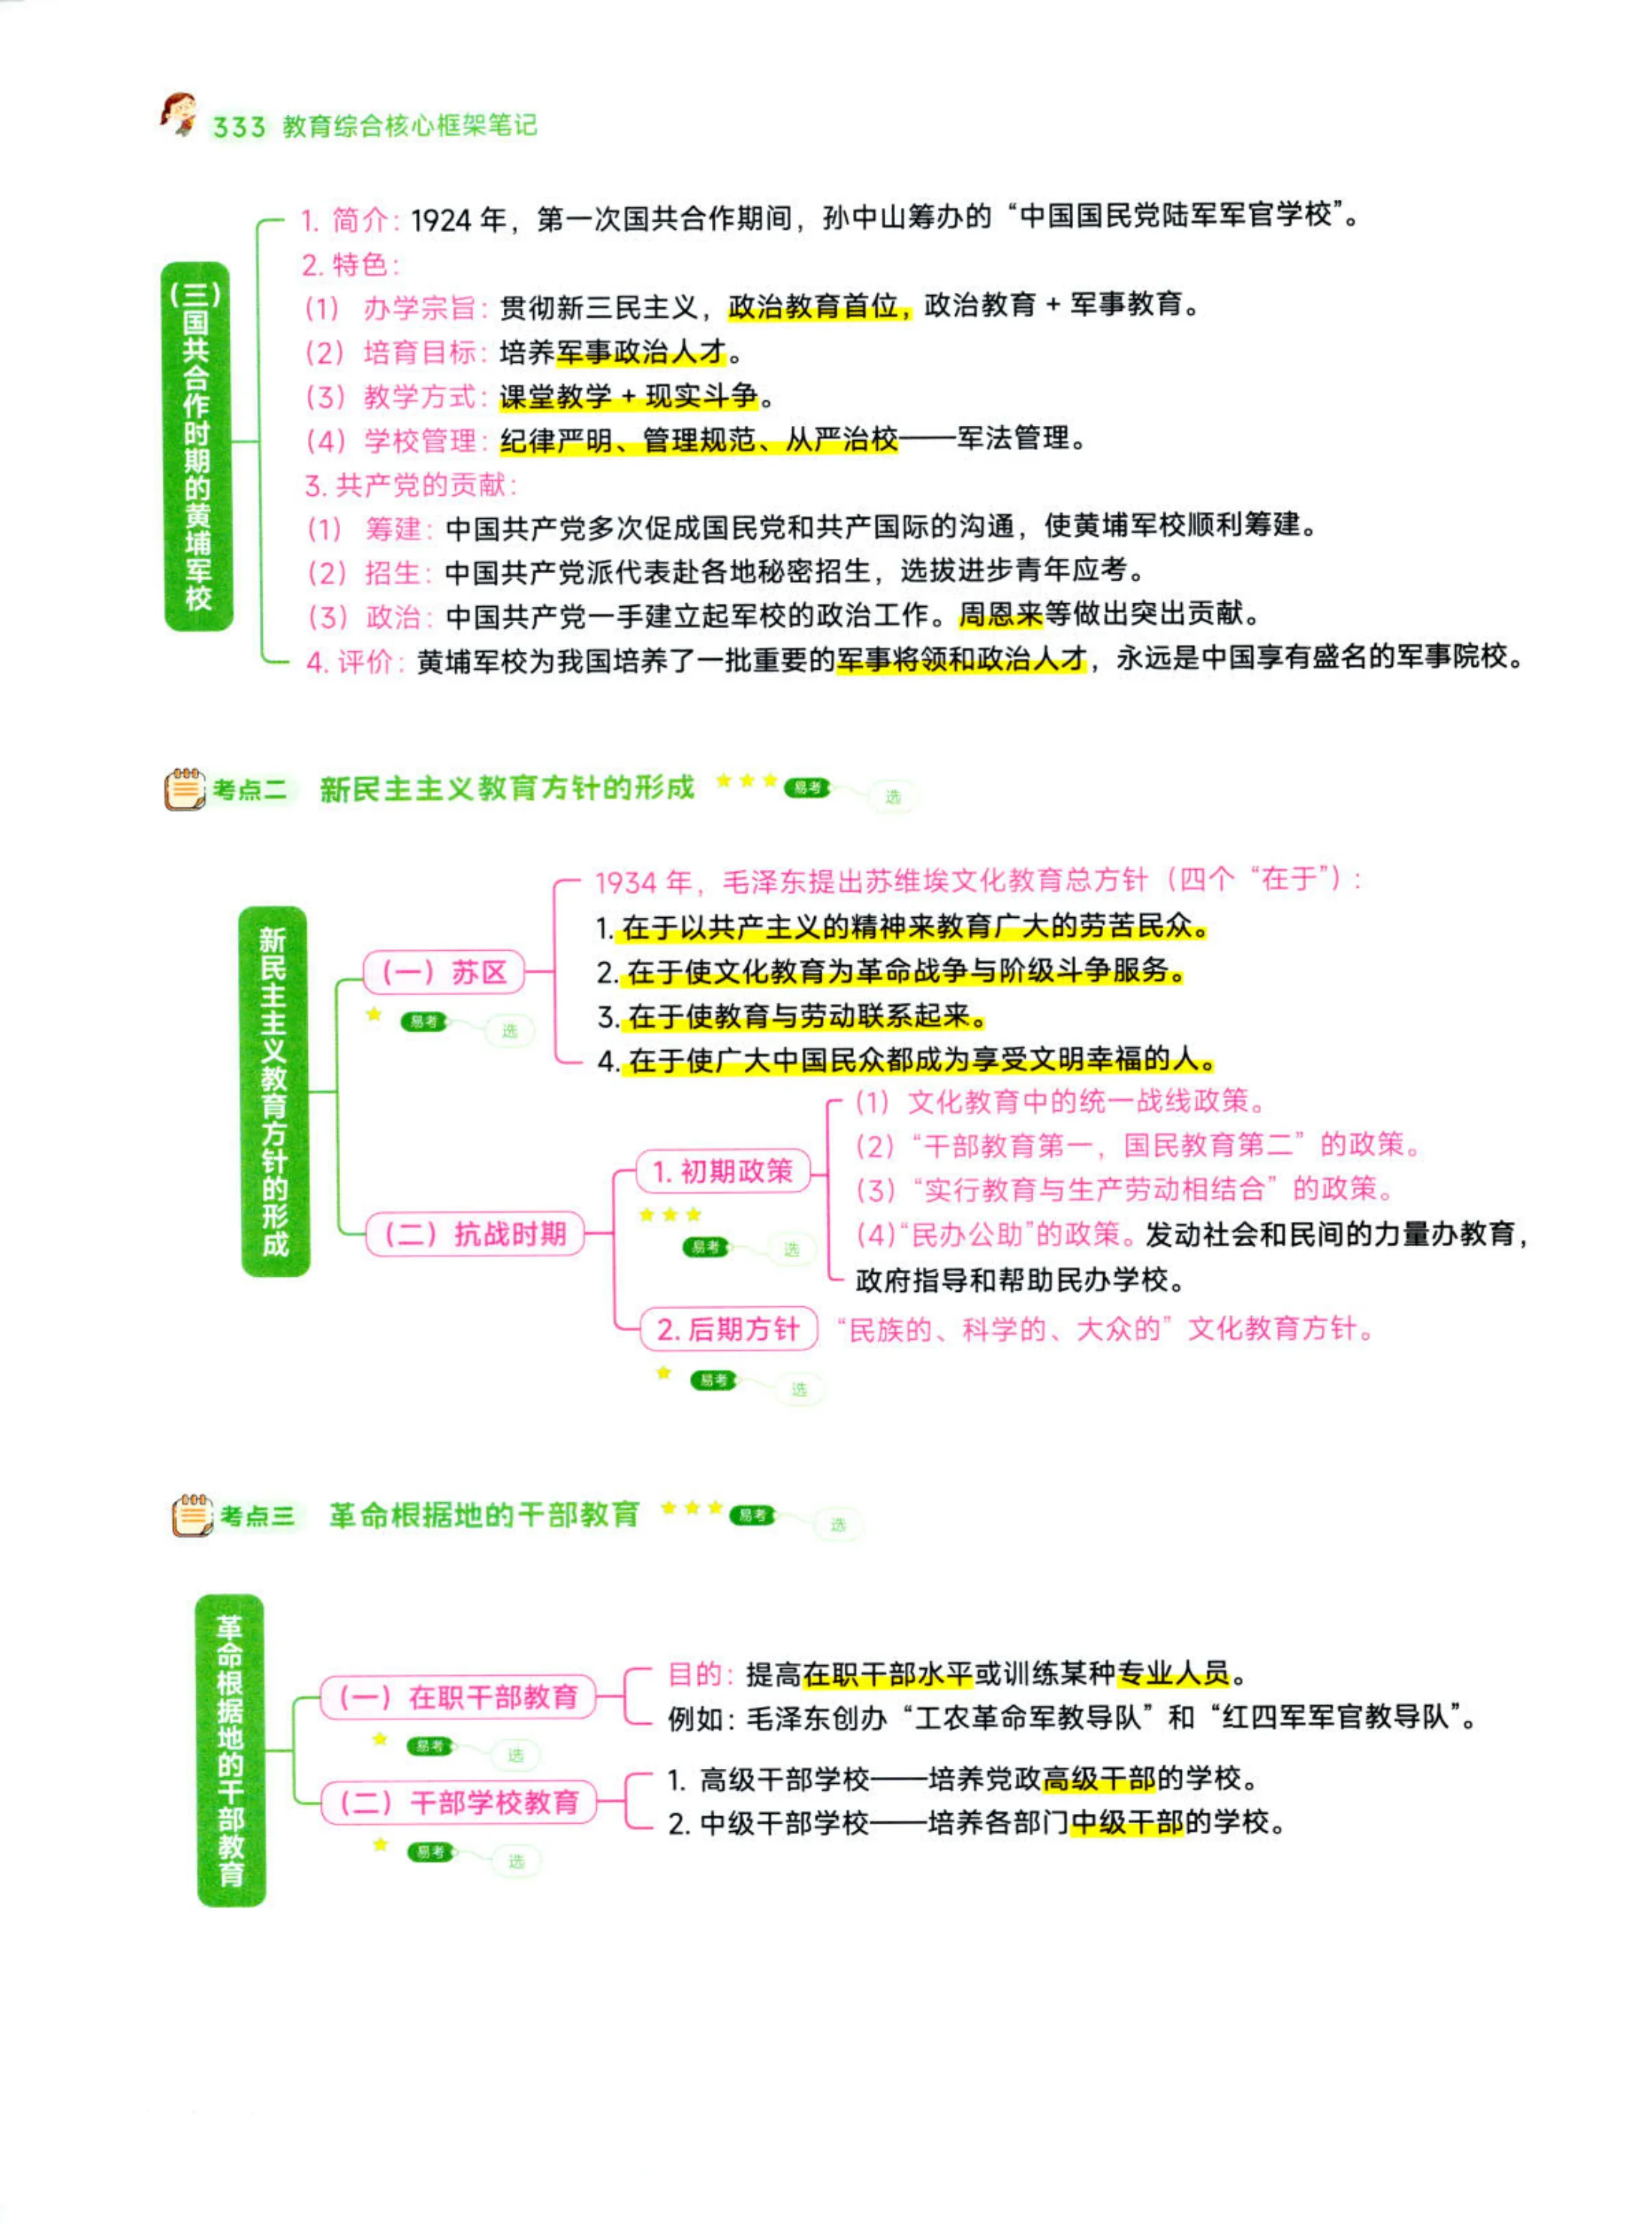 333 教育综合核心框架笔记
(三)国共合作时期的黄埔军校
1. 简介：1924 年，第一次国共合作期间，孙中山筹办的“中国国民党陆军军官学校”。
2. 特色：
(1) 办学宗旨：贯彻新三民主义，政治教育首位，政治教育 + 军事教育。
(2) 培育目标：培养军事政治人才。
(3) 教学方式：课堂教学 + 现实斗争。
(4) 学校管理：纪律严明、管理规范、从严治校——军法管理。
3. 共产党的贡献：
(1) 筹建：中国共产党多次促成国民党和共产国际的沟通，使黄埔军校顺利筹建。
(2) 招生：中国共产党派代表赴各地秘密招生，选拔进步青年应考。
(3) 政治：中国共产党一手建立起军校的政治工作。周恩来等做出突出贡献。
4. 评价：黄埔军校为我国培养了一批重要的军事将领和政治人才，永远是中国享有盛名的军事院校。
考点二 新民主主义教育方针的形成 易考 选
新民主主义教育方针的形成
(一) 苏区
易考 选
1934 年，毛泽东提出苏维埃文化教育总方针（四个“在于”）：
1. 在于以共产主义的精神来教育广大的劳苦民众。
2. 在于使文化教育为革命战争与阶级斗争服务。
3. 在于使教育与劳动联系起来。
4. 在于使广大中国民众都成为享受文明幸福的人。
(二) 抗战时期
1. 初期政策
易考 选
(1) 文化教育中的统一战线政策。
(2) “干部教育第一，国民教育第二”的政策。
(3) “实行教育与生产劳动相结合”的政策。
(4)“民办公助”的政策。发动社会和民间的力量办教育，
政府指导和帮助民办学校。
2. 后期方针 “民族的、科学的、大众的”文化教育方针。
易考 选
考点三 革命根据地的干部教育 易考 选
革命根据地的干部教育
(一) 在职干部教育
易考 选
目的：提高在职干部水平或训练某种专业人员。
例如：毛泽东创办“工农革命军教导队”和“红四军军官教导队”。
(二) 干部学校教育
易考 选
1. 高级干部学校——培养党政高级干部的学校。
2. 中级干部学校——培养各部门中级干部的学校。